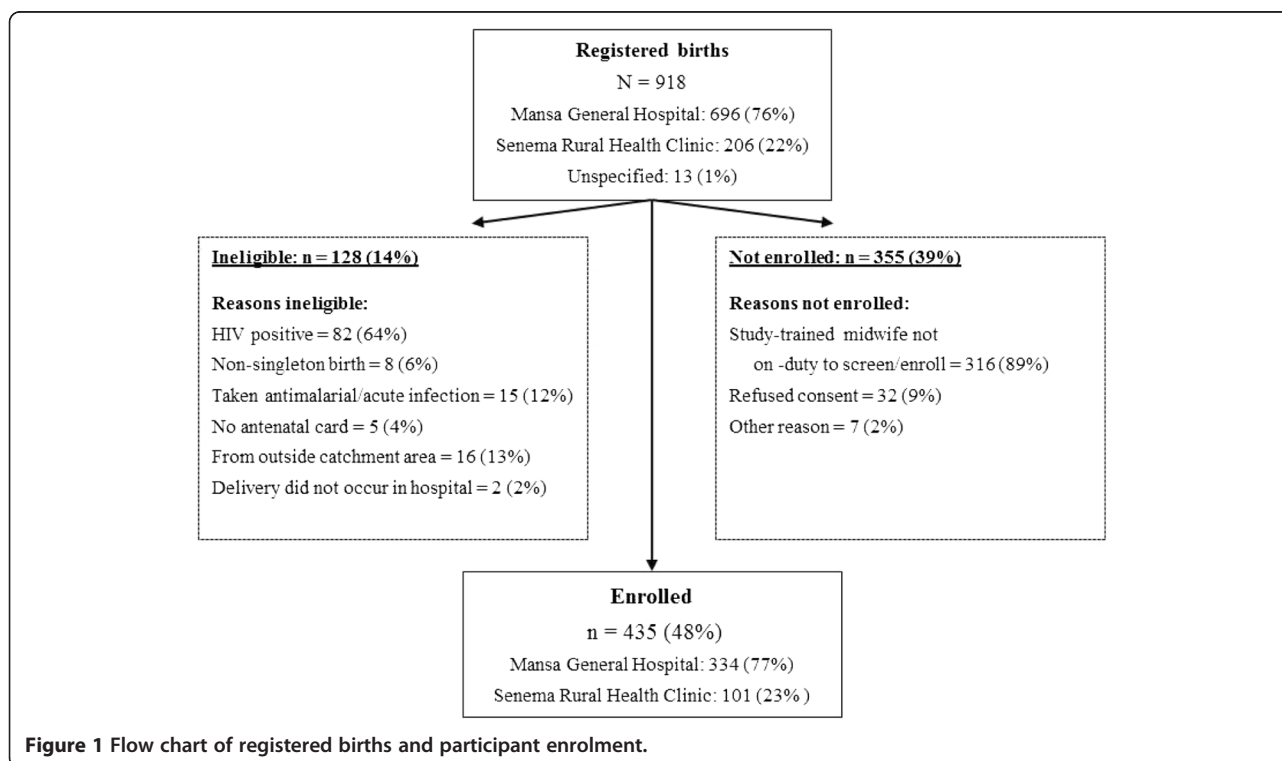 Registered births
N = 918
Mansa General Hospital: 696 (76%)
Senema Rural Health Clinic: 206 (22%)
Unspecified: 13 (1%)
Ineligible: n = 128 (14%)
Reasons ineligible:
HIV positive = 82 (64%)
Non-singleton birth = 8 (6%)
Taken antimalarial/acute infection = 15 (12%)
No antenatal card = 5 (4%)
From outside catchment area = 16 (13%)
Delivery did not occur in hospital = 2 (2%)
Not enrolled: n = 355 (39%)
Reasons not enrolled:
Study-trained midwife not
on -duty to screen/enroll = 316 (89%)
Refused consent = 32 (9%)
Other reason = 7 (2%)
Enrolled
n = 435 (48%)
Mansa General Hospital: 334 (77%)
Senema Rural Health Clinic: 101 (23% )
Figure 1 Flow chart of registered births and participant enrolment.